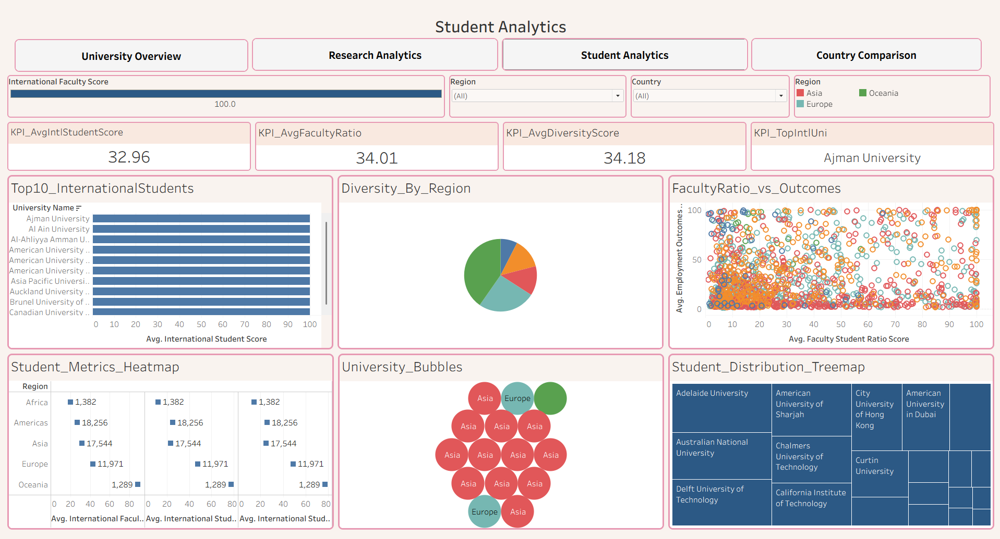 Student Analytics
University Overview
Research Analytics
Student Analytics
Country Comparison
International Faculty Score
100.0
Region
(All)
Country
(All)
Region
Asia
Oceania
Europe
KPI_AvgIntlStudentScore
32.96
KPI_AvgFacultyRatio
34.01
KPI_AvgDiversityScore
34.18
KPI_TopIntlUni
Ajman University
Top10_InternationalStudents
University Name
Ajman University
Al Ain University
Al-Ahliyya Amman U..
American University ..
American University ..
American University ..
Asia Pacific Universi..
Auckland University ..
Brunel University of ..
Canadian University ..
0 10 20 30 40 50 60 70 80 90 100
Avg. International Student Score
Diversity_By_Region
FacultyRatio_vs_Outcomes
Avg. Employment Outcomes..
100
50
0
0 10 20 30 40 50 60 70 80 90 100
Avg. Faculty Student Ratio Score
Student_Metrics_Heatmap
Region
Africa 1,382 1,382 1,382
Americas 18,256 18,256 18,256
Asia 17,544 17,544 17,544
Europe 11,971 11,971 11,971
Oceania 1,289 1,289 1,289
0 20 40 60 80 0 20 40 60 80 0 20 40 60 80
Avg. International Facul.. Avg. International Stud.. Avg. International Stud..
University_Bubbles
Asia Europe
Asia Asia Asia
Asia Asia Asia Asia
Asia Asia Asia
Europe Asia
Student_Distribution_Treemap
Adelaide University
Australian National
University
Delft University of
Technology
American
University of
Sharjah
Chalmers
University of
Technology
California Institute
of Technology
City
University
of Hong
Kong
Curtin
University
American
University
in Dubai